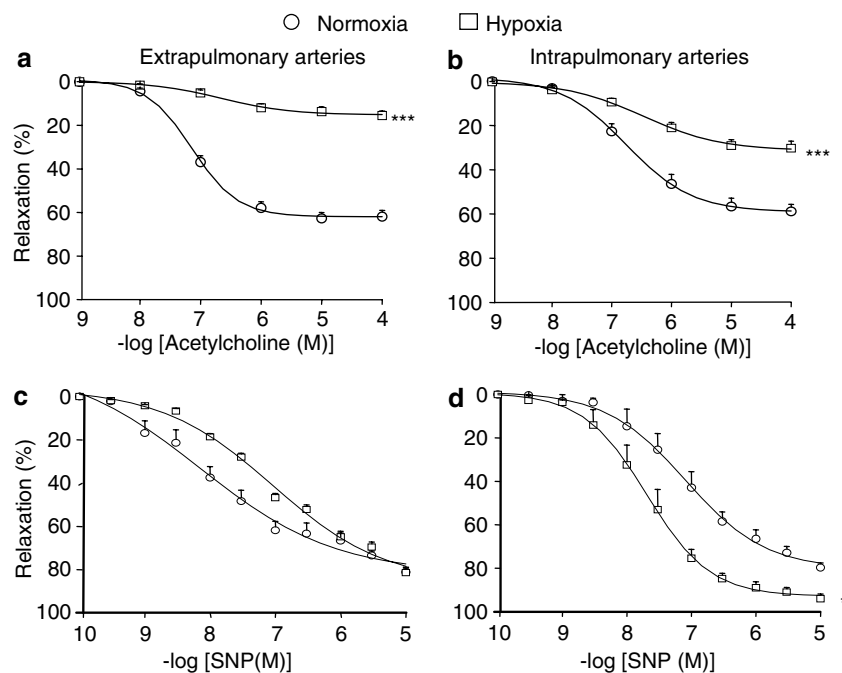 Normoxia Hypoxia
a Extrapulmonary arteries
b Intrapulmonary arteries
0
20
40
60
80
100
Relaxation (%)
***
9 8 7 6 5 4
-log [Acetylcholine (M)]
0
20
40
60
80
100
***
9 8 7 6 5 4
-log [Acetylcholine (M)]
c
0
20
40
60
80
100
Relaxation (%)
10 9 8 7 6 5
-log [SNP(M)]
d
0
20
40
60
80
100
10 9 8 7 6 5
-log [SNP (M)]